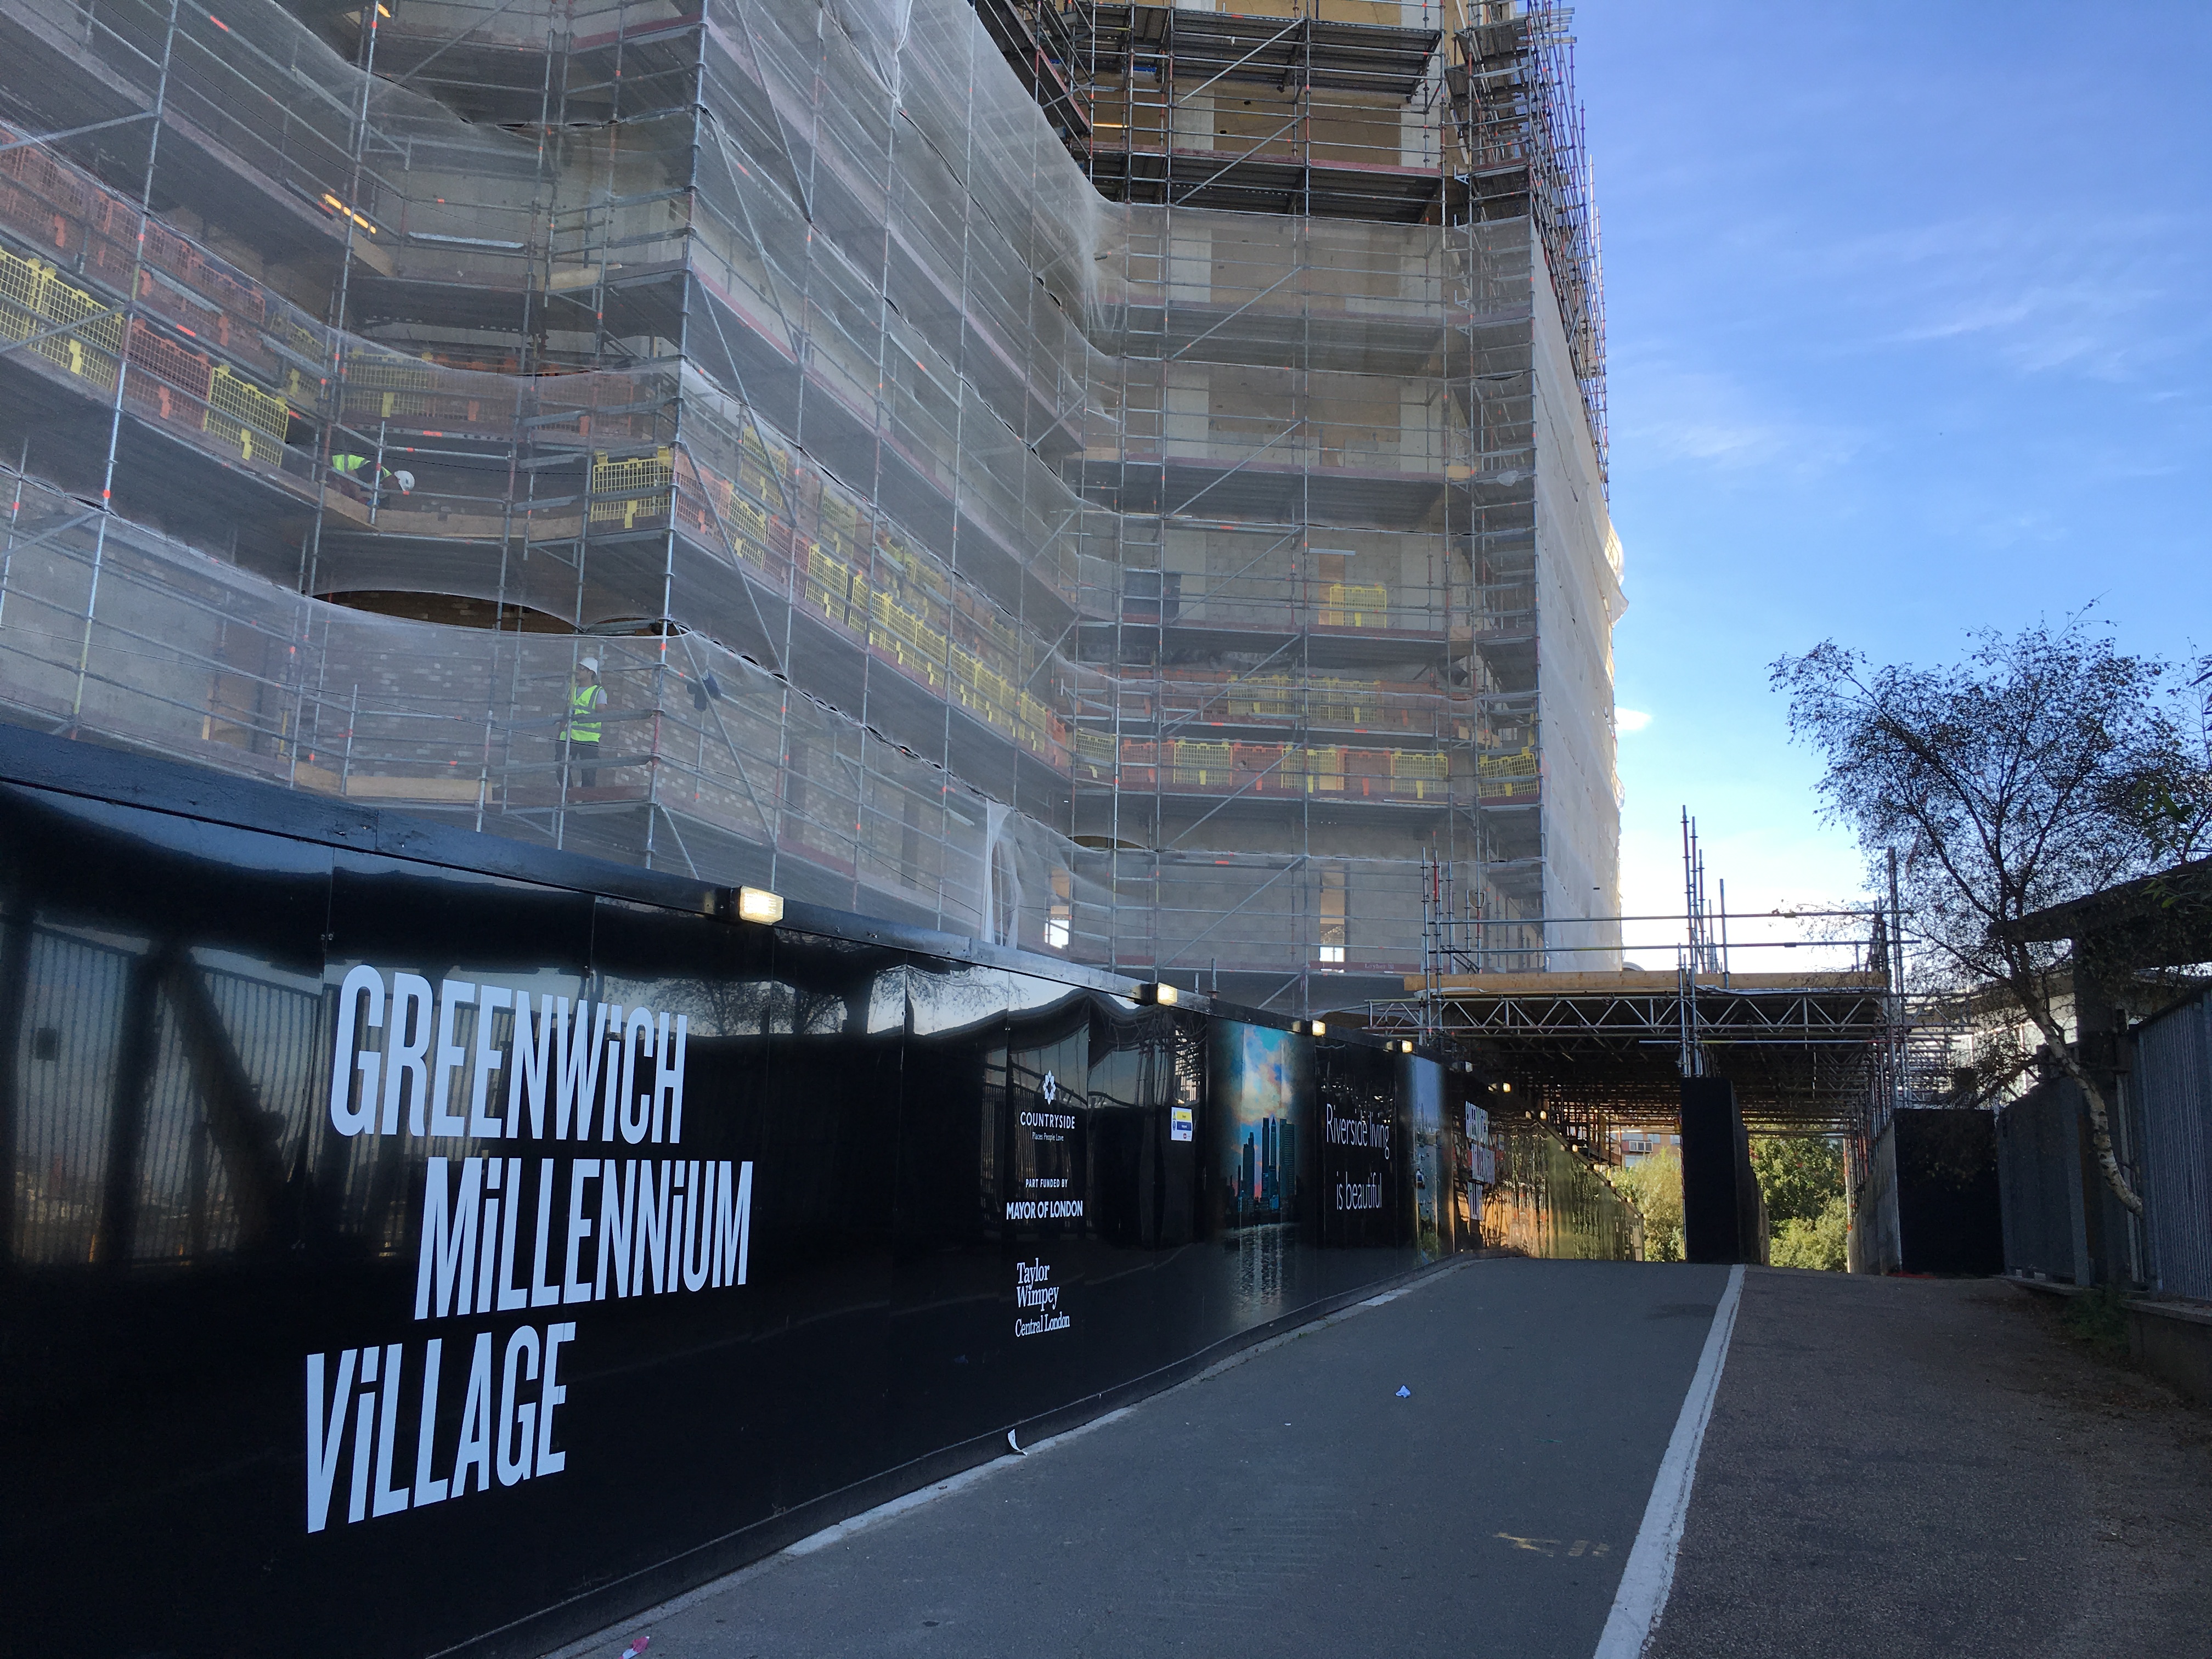 GREENWiCH
MiLLENNiUM
ViLLAGE
COUNTRYSIDE
Places People Love
PART FUNDED BY
MAYOR OF LONDON
Taylor
Wimpey
Central London
Riverside living
is beautiful